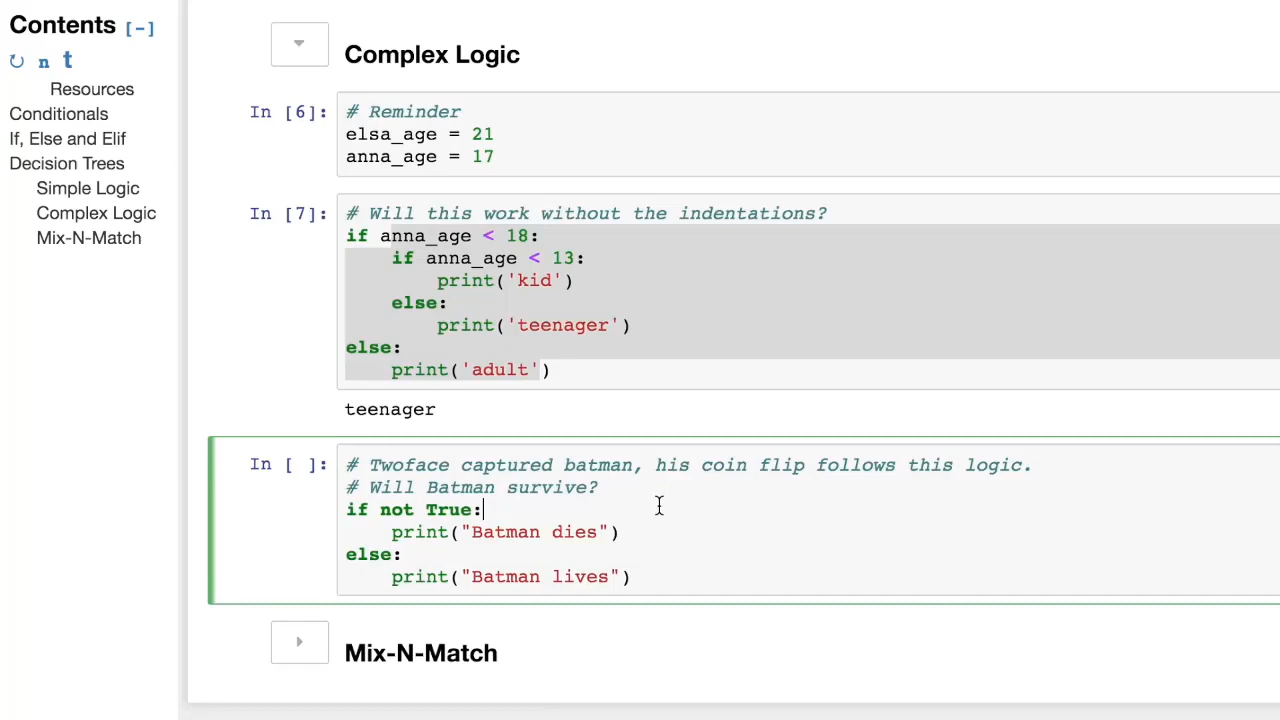 Contents [-]
n t
Resources
Conditionals
If, Else and Elif
Decision Trees
Simple Logic
Complex Logic
Mix-N-Match
Complex Logic
In [6]:
# Reminder
elsa_age = 21
anna_age = 17
In [7]:
# Will this work without the indentations?
if anna_age < 18:
    if anna_age < 13:
        print('kid')
    else:
        print('teenager')
else:
    print('adult')
teenager
In [ ]:
# Twoface captured batman, his coin flip follows this logic.
# Will Batman survive?
if not True:
    print("Batman dies")
else:
    print("Batman lives")
Mix-N-Match